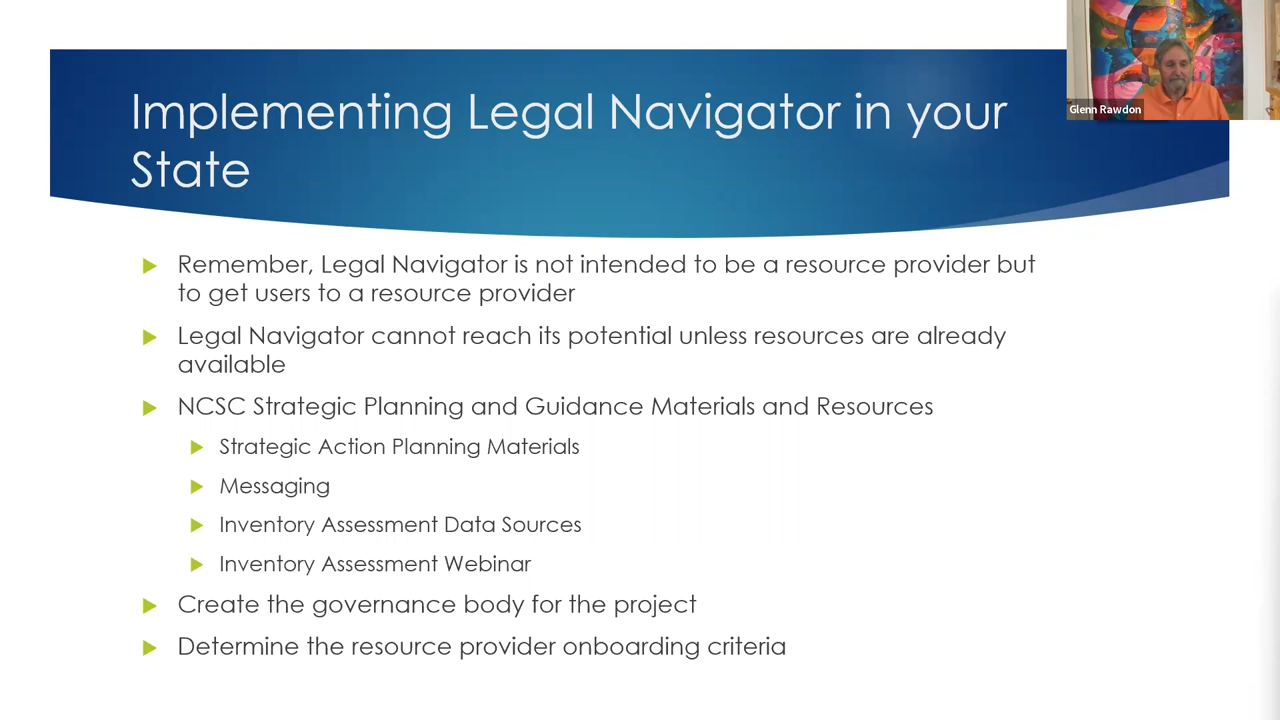 Implementing Legal Navigator in your
State
Glenn Rawdon
Remember, Legal Navigator is not intended to be a resource provider but
to get users to a resource provider
Legal Navigator cannot reach its potential unless resources are already
available
NCSC Strategic Planning and Guidance Materials and Resources
Strategic Action Planning Materials
Messaging
Inventory Assessment Data Sources
Inventory Assessment Webinar
Create the governance body for the project
Determine the resource provider onboarding criteria